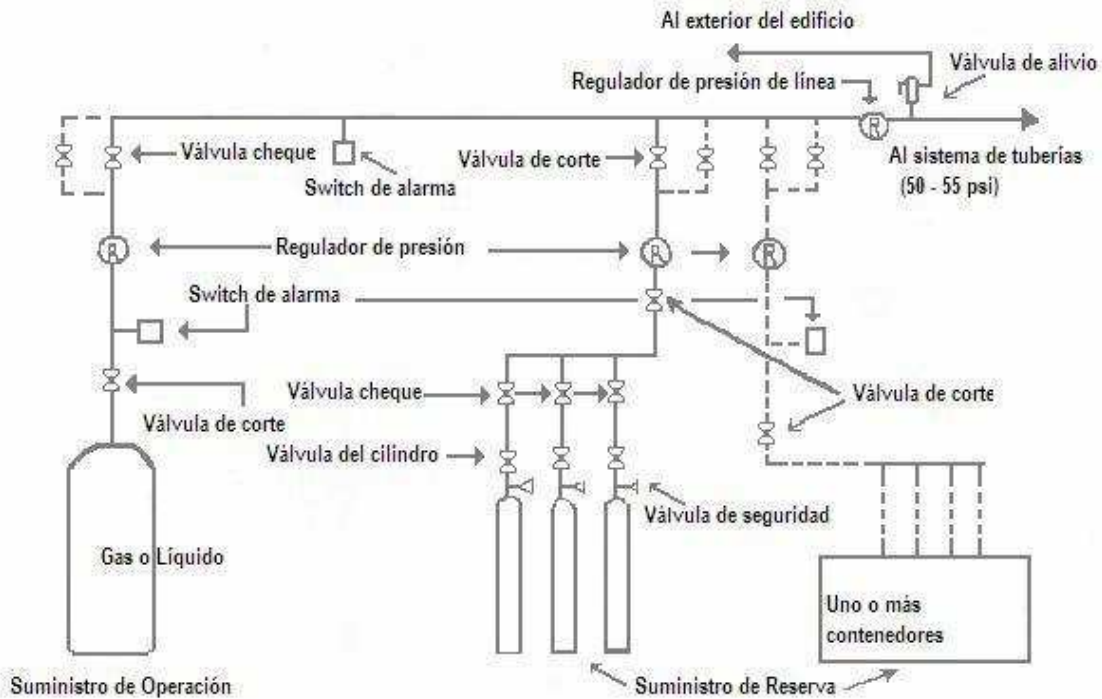 Al exterior del edificio
Válvula de alivio
Regulador de presión de línea
R
Válvula cheque
Válvula de corte
Al sistema de tuberías
(50 - 55 psi)
Switch de alarma
R
Regulador de presión
R
R
Switch de alarma
Válvula cheque
Válvula de corte
Válvula de corte
Válvula del cilindro
Válvula de seguridad
Gas o Líquido
Uno o más
contenedores
Suministro de Operación
Suministro de Reserva